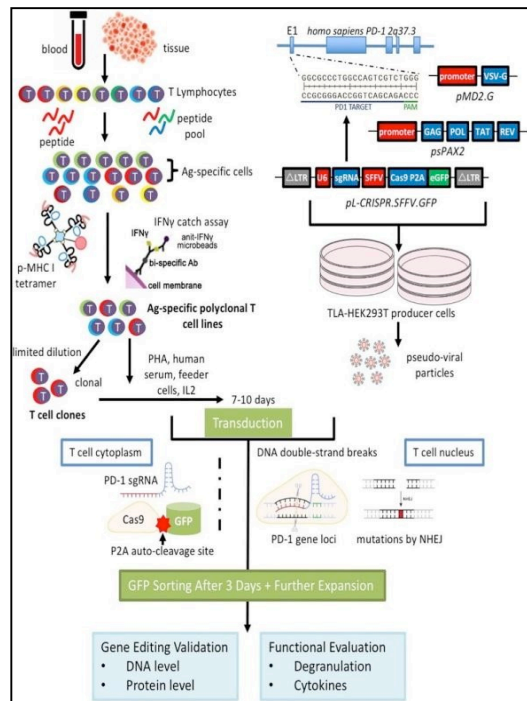 blood
tissue
T Lymphocytes
peptide
peptide
pool
Ag-specific cells
p-MHC I
tetramer
IFNγ catch assay
IFNγ
anit-IFNγ
microbeads
bi-specific Ab
cell membrane
Ag-specific polyclonal T
cell lines
limited dilution
clonal
T cell clones
PHA, human
serum, feeder
cells, IL2
7-10 days
E1
homo sapiens PD-1 2q37.3
GGCGCCCTGGCCAGTCGTCTGGG
CCGCGGGACCGGTCAGCAGACCC
PD1 TARGET
PAM
promoter
VSV-G
pMD2.G
promoter
GAG
POL
TAT
REV
psPAX2
△LTR
U6
sgRNA
SFFV
Cas9 P2A
eGFP
△LTR
pL-CRISPR.SFFV.GFP
TLA-HEK293T producer cells
pseudo-viral
particles
Transduction
T cell cytoplasm
DNA double-strand breaks
T cell nucleus
PD-1 sgRNA
Cas9
GFP
P2A auto-cleavage site
PD-1 gene loci
NHEJ
mutations by NHEJ
GFP Sorting After 3 Days + Further Expansion
Gene Editing Validation
• DNA level
• Protein level
Functional Evaluation
• Degranulation
• Cytokines